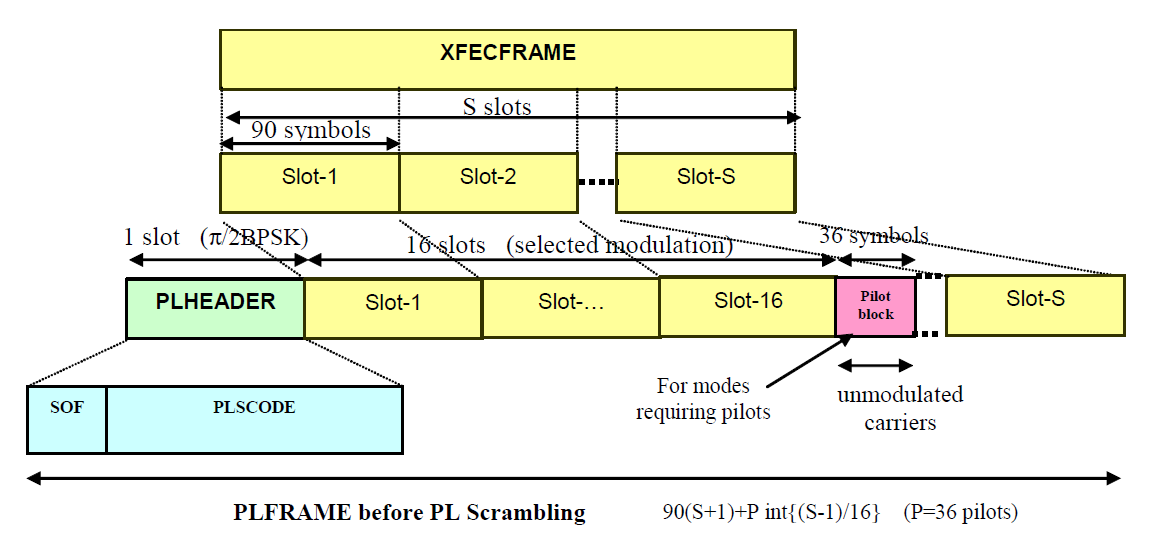 XFECFRAME
S slots
90 symbols
Slot-1
Slot-2
Slot-S
1 slot (π/2BPSK)
16 slots (selected modulation)
36 symbols
PLHEADER
Slot-1
Slot-...
Slot-16
Pilot
block
Slot-S
SOF
PLSCODE
For modes
requiring pilots
unmodulated
carriers
PLFRAME before PL Scrambling
90(S+1)+P int{(S-1)/16} (P=36 pilots)